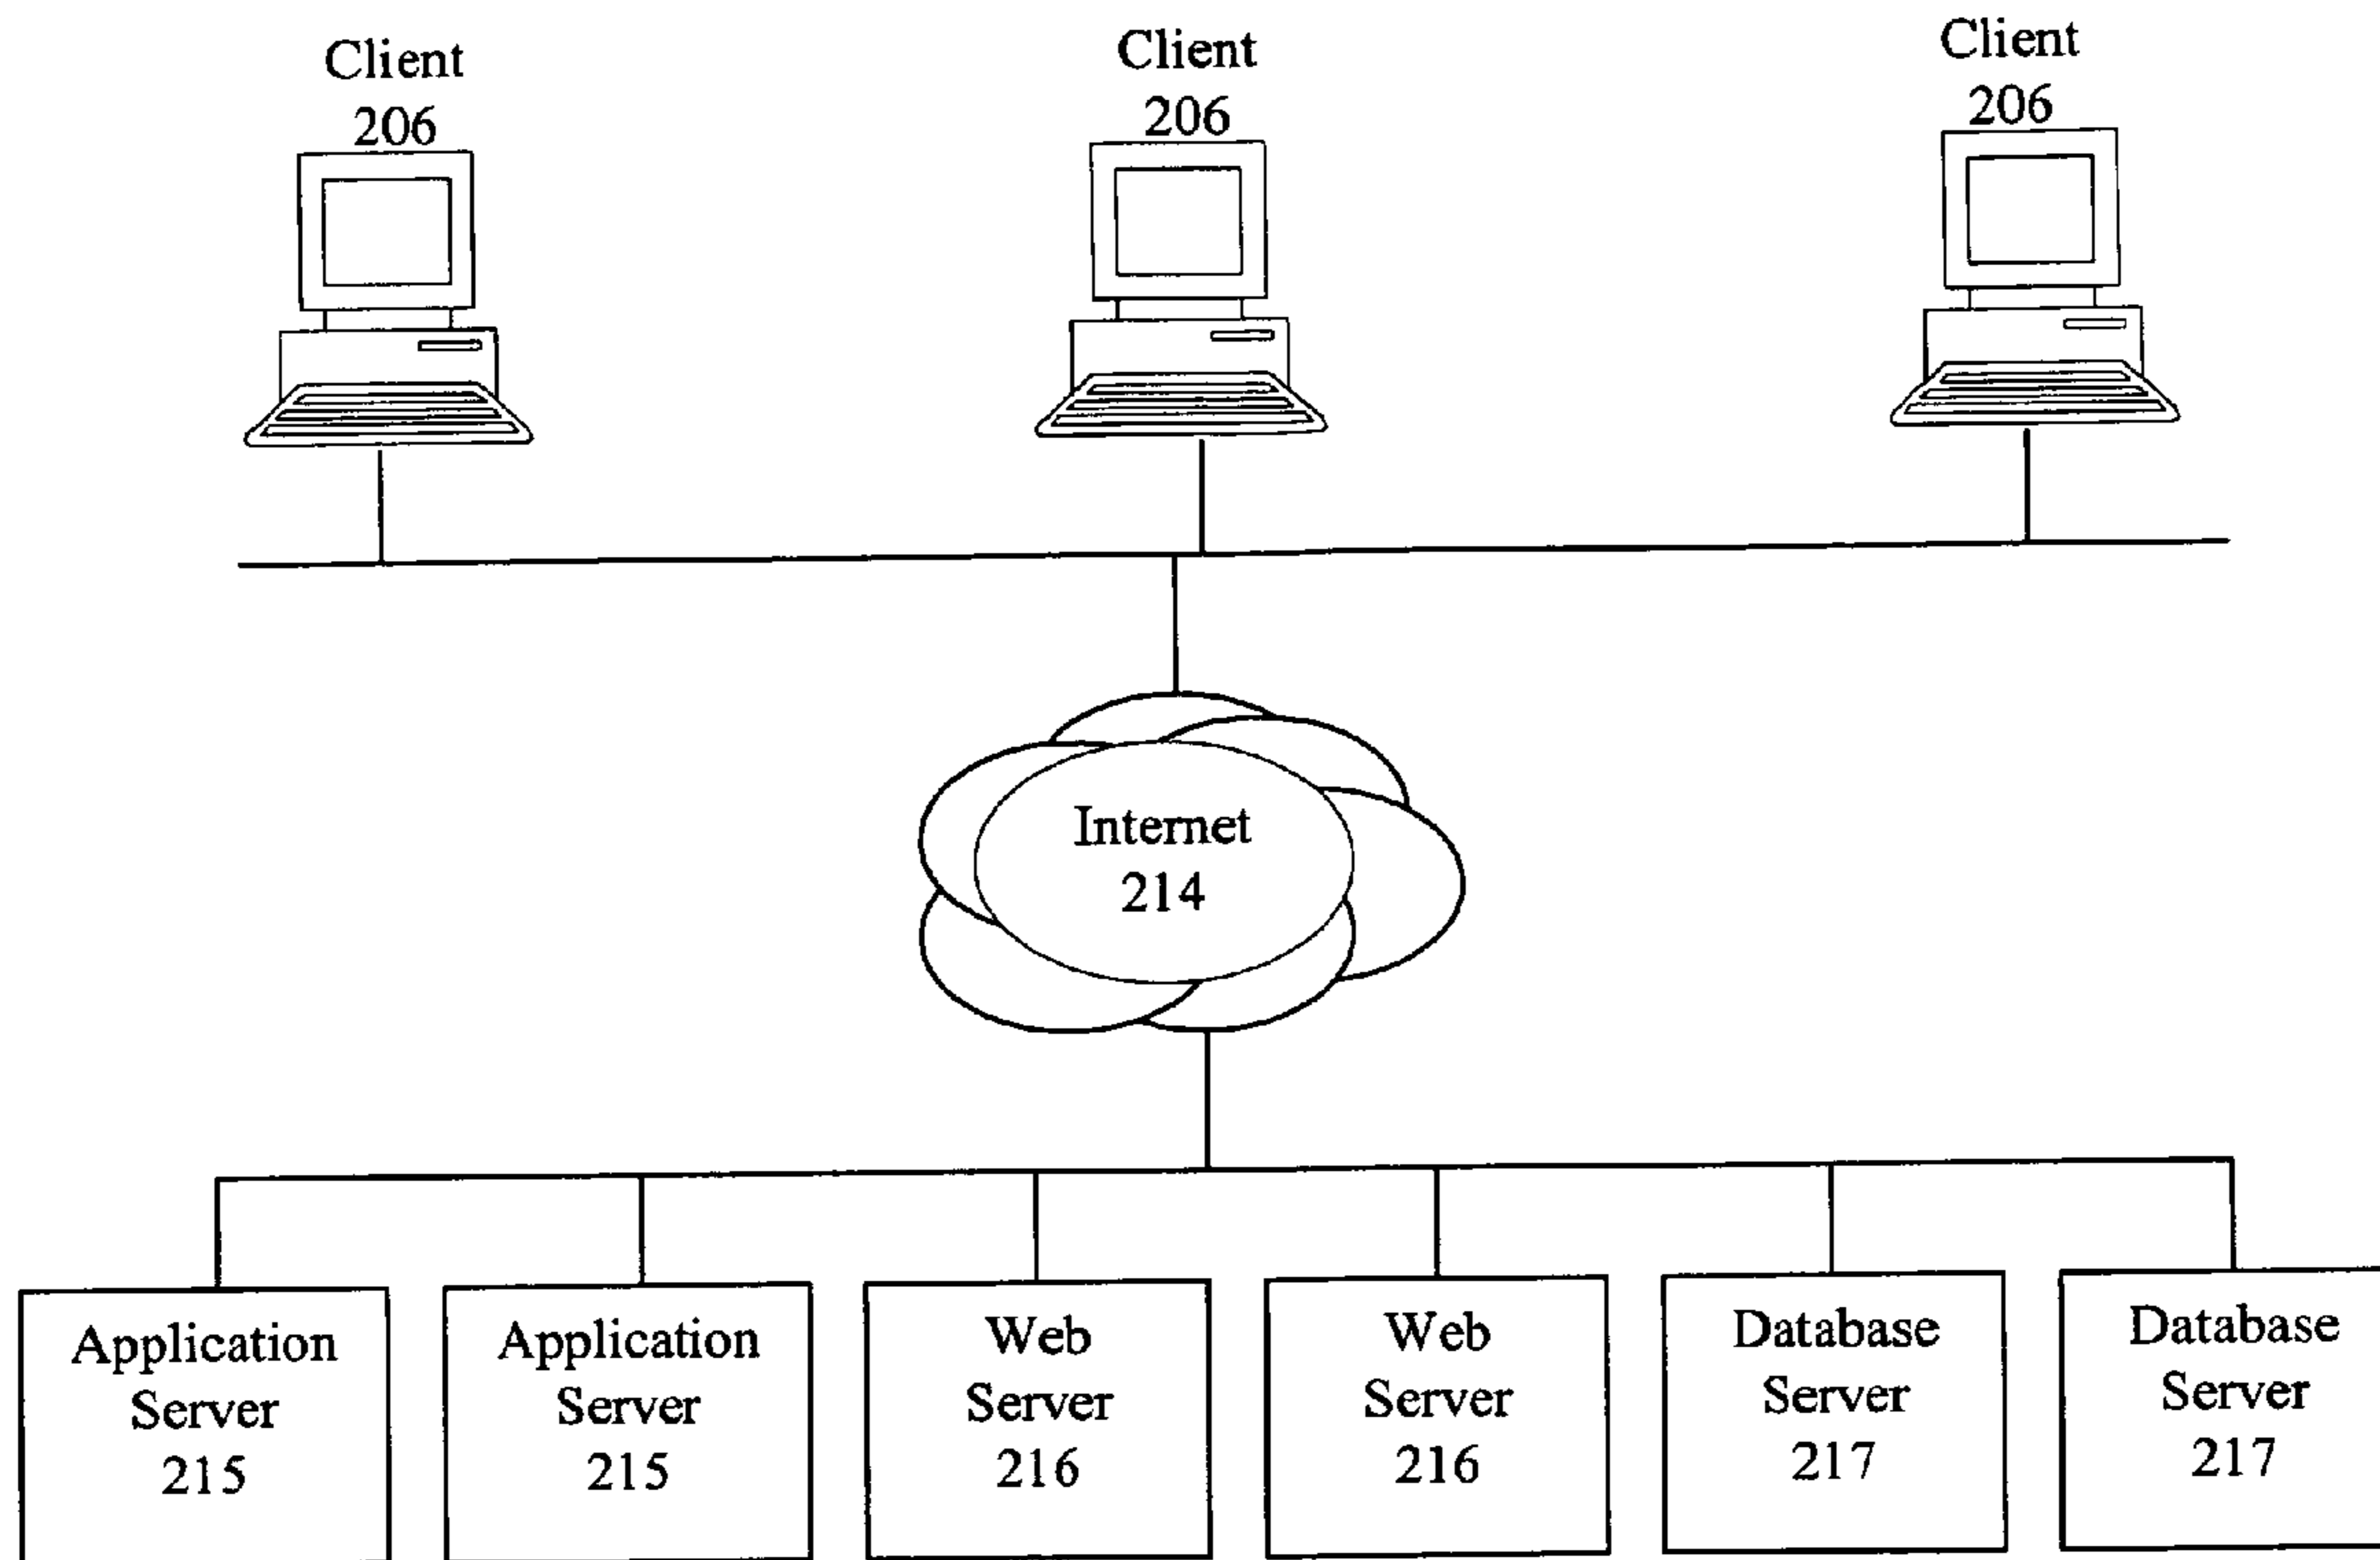 Client
206
Client
206
Client
206
Internet
214
Application
Server
215
Application
Server
215
Web
Server
216
Web
Server
216
Database
Server
217
Database
Server
217